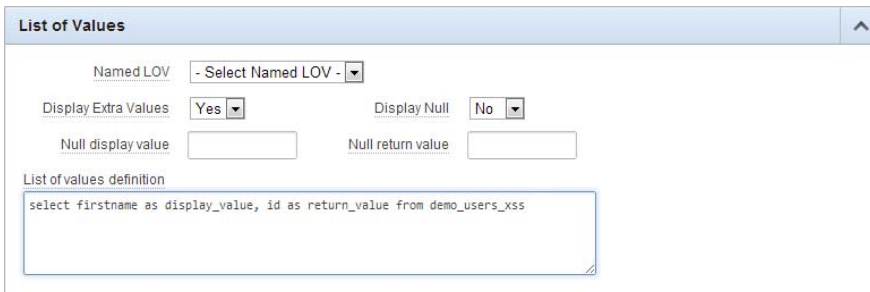 List of Values
Named LOV - Select Named LOV -
Display Extra Values Yes Display Null No
Null display value Null return value
List of values definition
select firstname as display_value, id as return_value from demo_users_xss